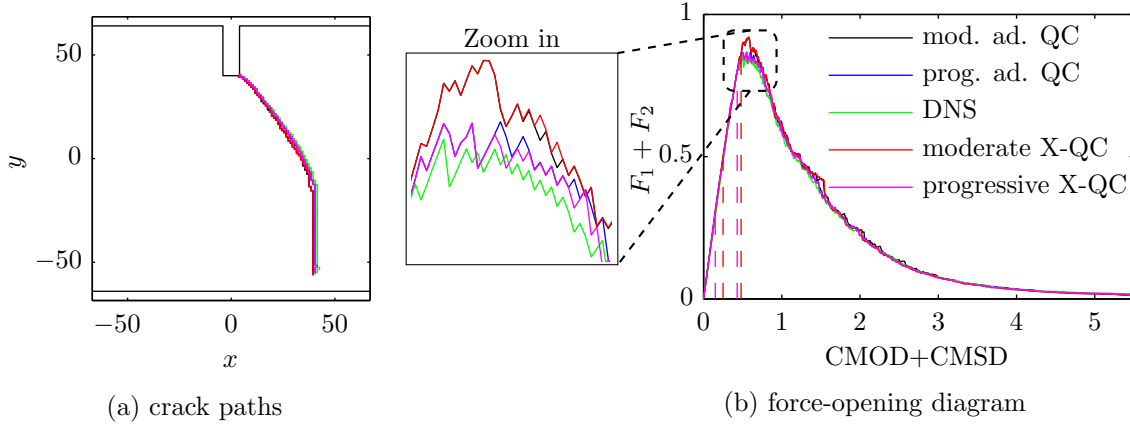 50
0
−50
y
−50
0
50
x
(a) crack paths
Zoom in
1
0.5
0
F1 + F2
mod. ad. QC
prog. ad. QC
DNS
moderate X-QC
progressive X-QC
0
1
2
3
4
5
CMOD+CMSD
(b) force-opening diagram